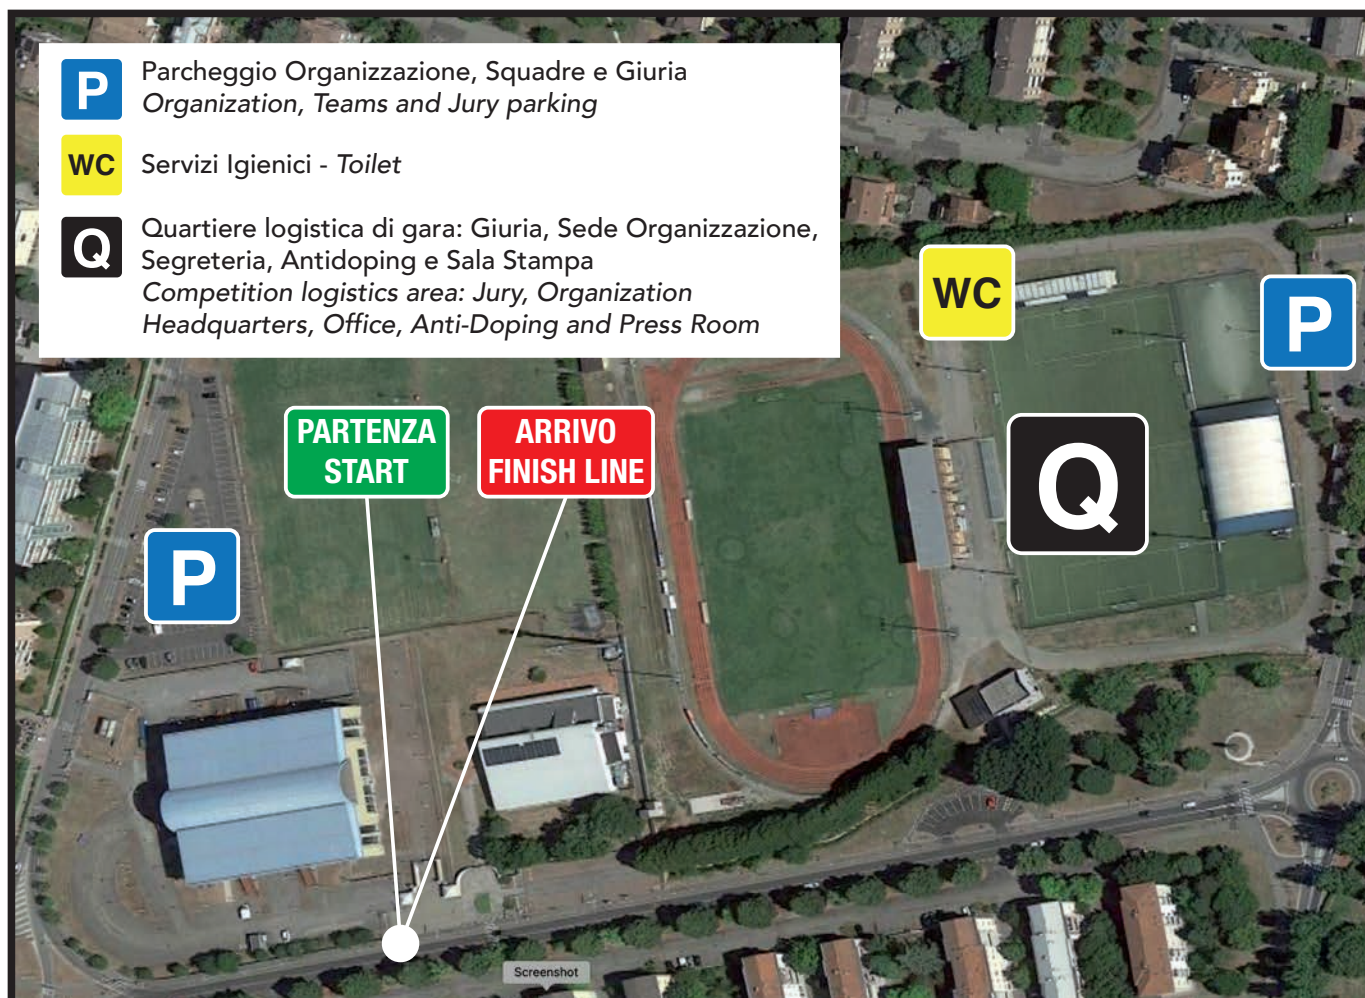 P
Parcheggio Organizzazione, Squadre e Giuria
Organization, Teams and Jury parking
WC
Servizi Igienici - Toilet
Q
Quartiere logistica di gara: Giuria, Sede Organizzazione,
Segreteria, Antidoping e Sala Stampa
Competition logistics area: Jury, Organization
Headquarters, Office, Anti-Doping and Press Room
WC
P
PARTENZA
START
ARRIVO
FINISH LINE
Q
P
Screenshot